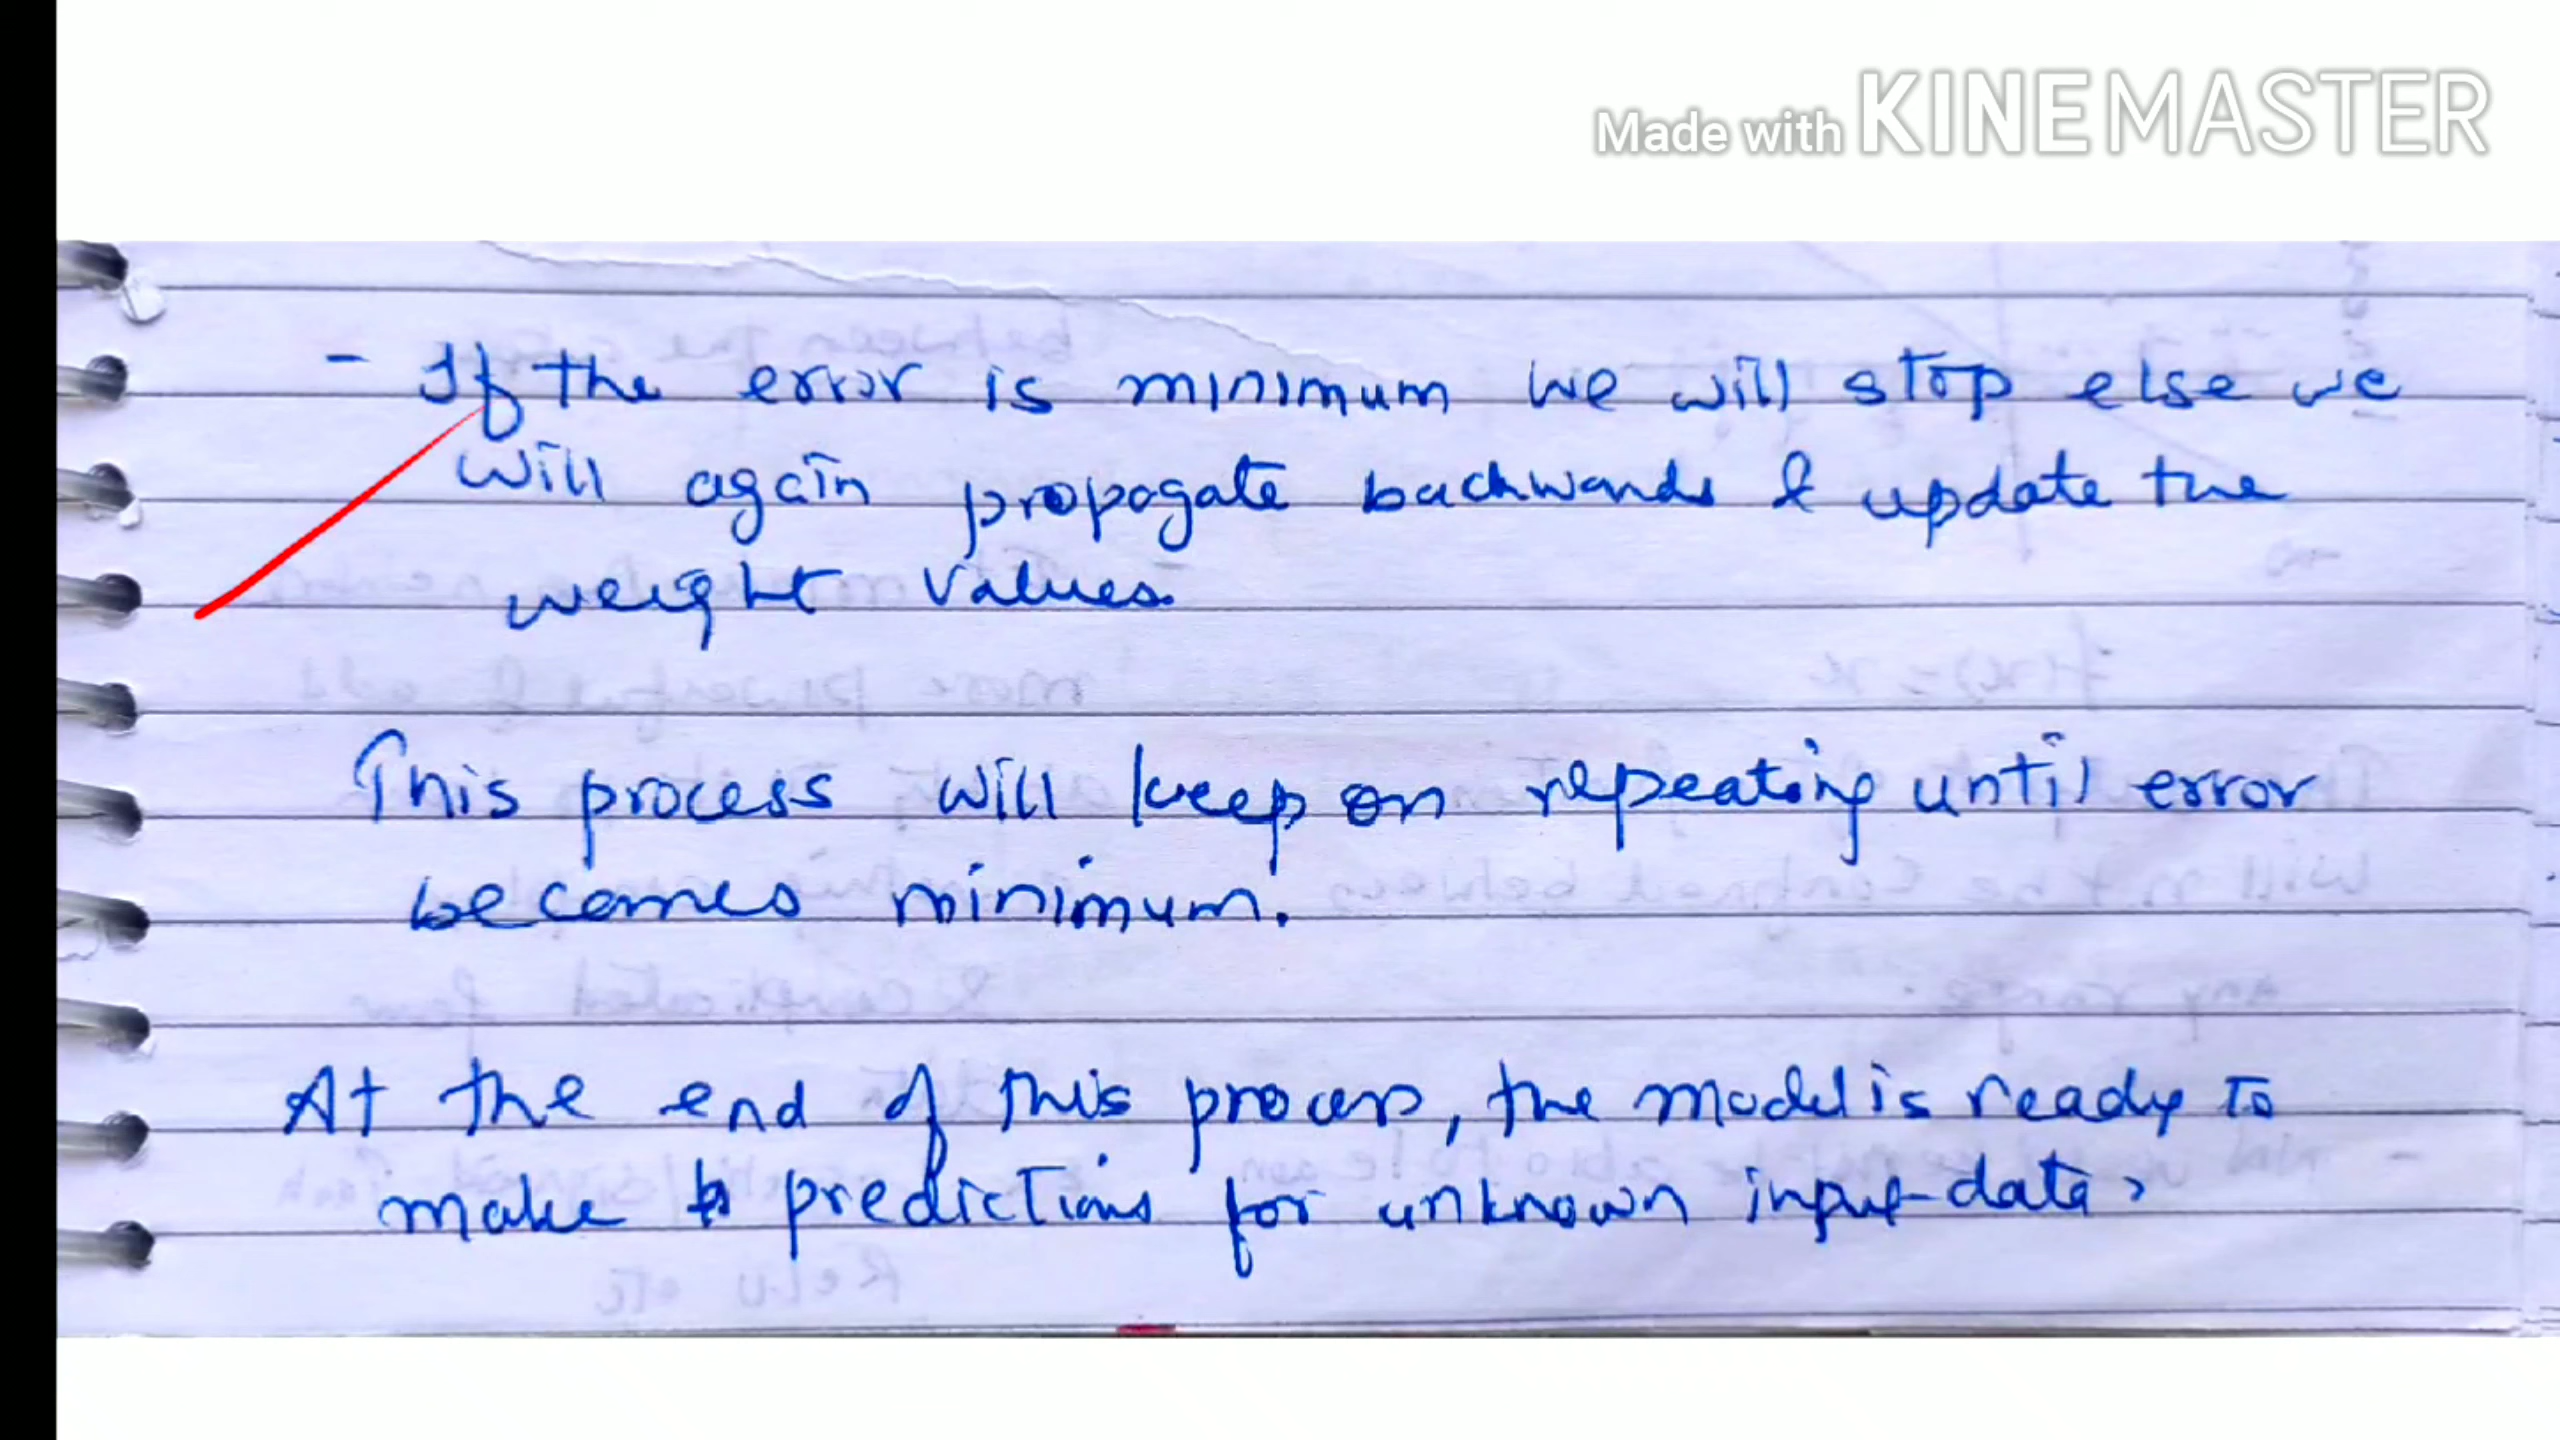 Made with KINEMASTER
- If the error is minimum we will stop else we
will again propagate backwards & update the
weight values.
This process will keep on repeating until error
becomes minimum.
At the end of this process, the model is ready to
make predictions for unknown input data.